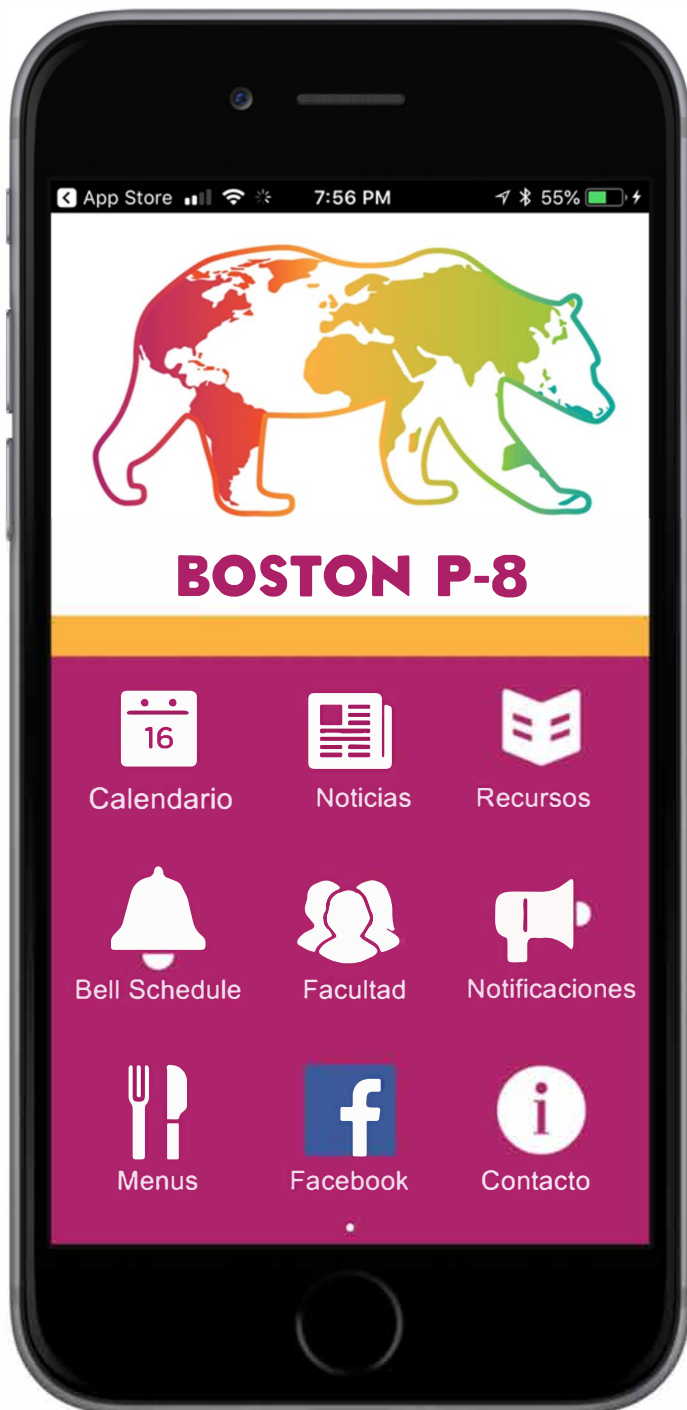 App Store 7:56 PM 55%
BOSTON P-8
16
Calendario Noticias Recursos
Bell Schedule Facultad Notificaciones
f
i
Menus Facebook Contacto